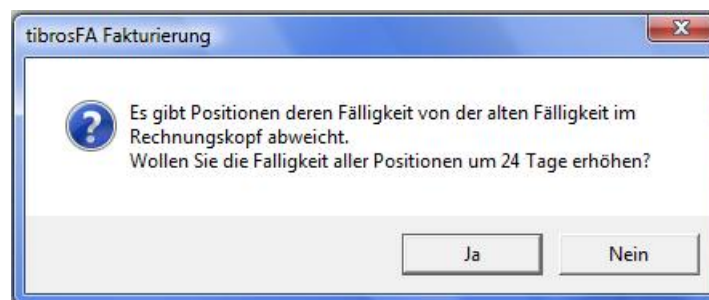 tibrosFA Fakturierung
Es gibt Positionen deren Fälligkeit von der alten Fälligkeit im
Rechnungskopf abweicht.
Wollen Sie die Falligkeit aller Positionen um 24 Tage erhöhen?
Ja
Nein